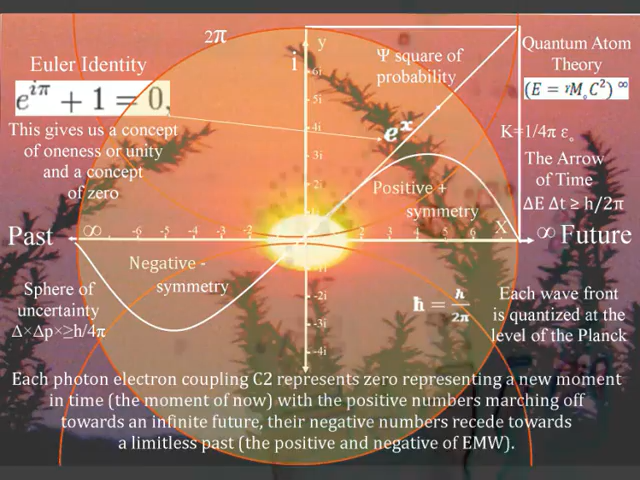 2π
Euler Identity
e^{iπ} + 1 = 0,
This gives us a concept
of oneness or unity
and a concept
of zero
y
i
6i
5i
4i
3i
2i
Ψ square of
probability
e^x
Quantum Atom
Theory
(E = γM₀C²)^∞
K=1/4π ε₀
The Arrow
of Time
ΔE Δt ≥ h/2π
Positive +
symmetry
Past
∞
-6 -5 -4 -3 -2
2 3 4 5 6 7
X
∞ Future
Negative -
symmetry
-1i
-2i
-3i
-4i
Sphere of
uncertainty
Δ×Δp×≥h/4π
ħ = h/2π
Each wave front
is quantized at the
level of the Planck
Each photon electron coupling C2 represents zero representing a new moment
in time (the moment of now) with the positive numbers marching off
towards an infinite future, their negative numbers recede towards
a limitless past (the positive and negative of EMW).